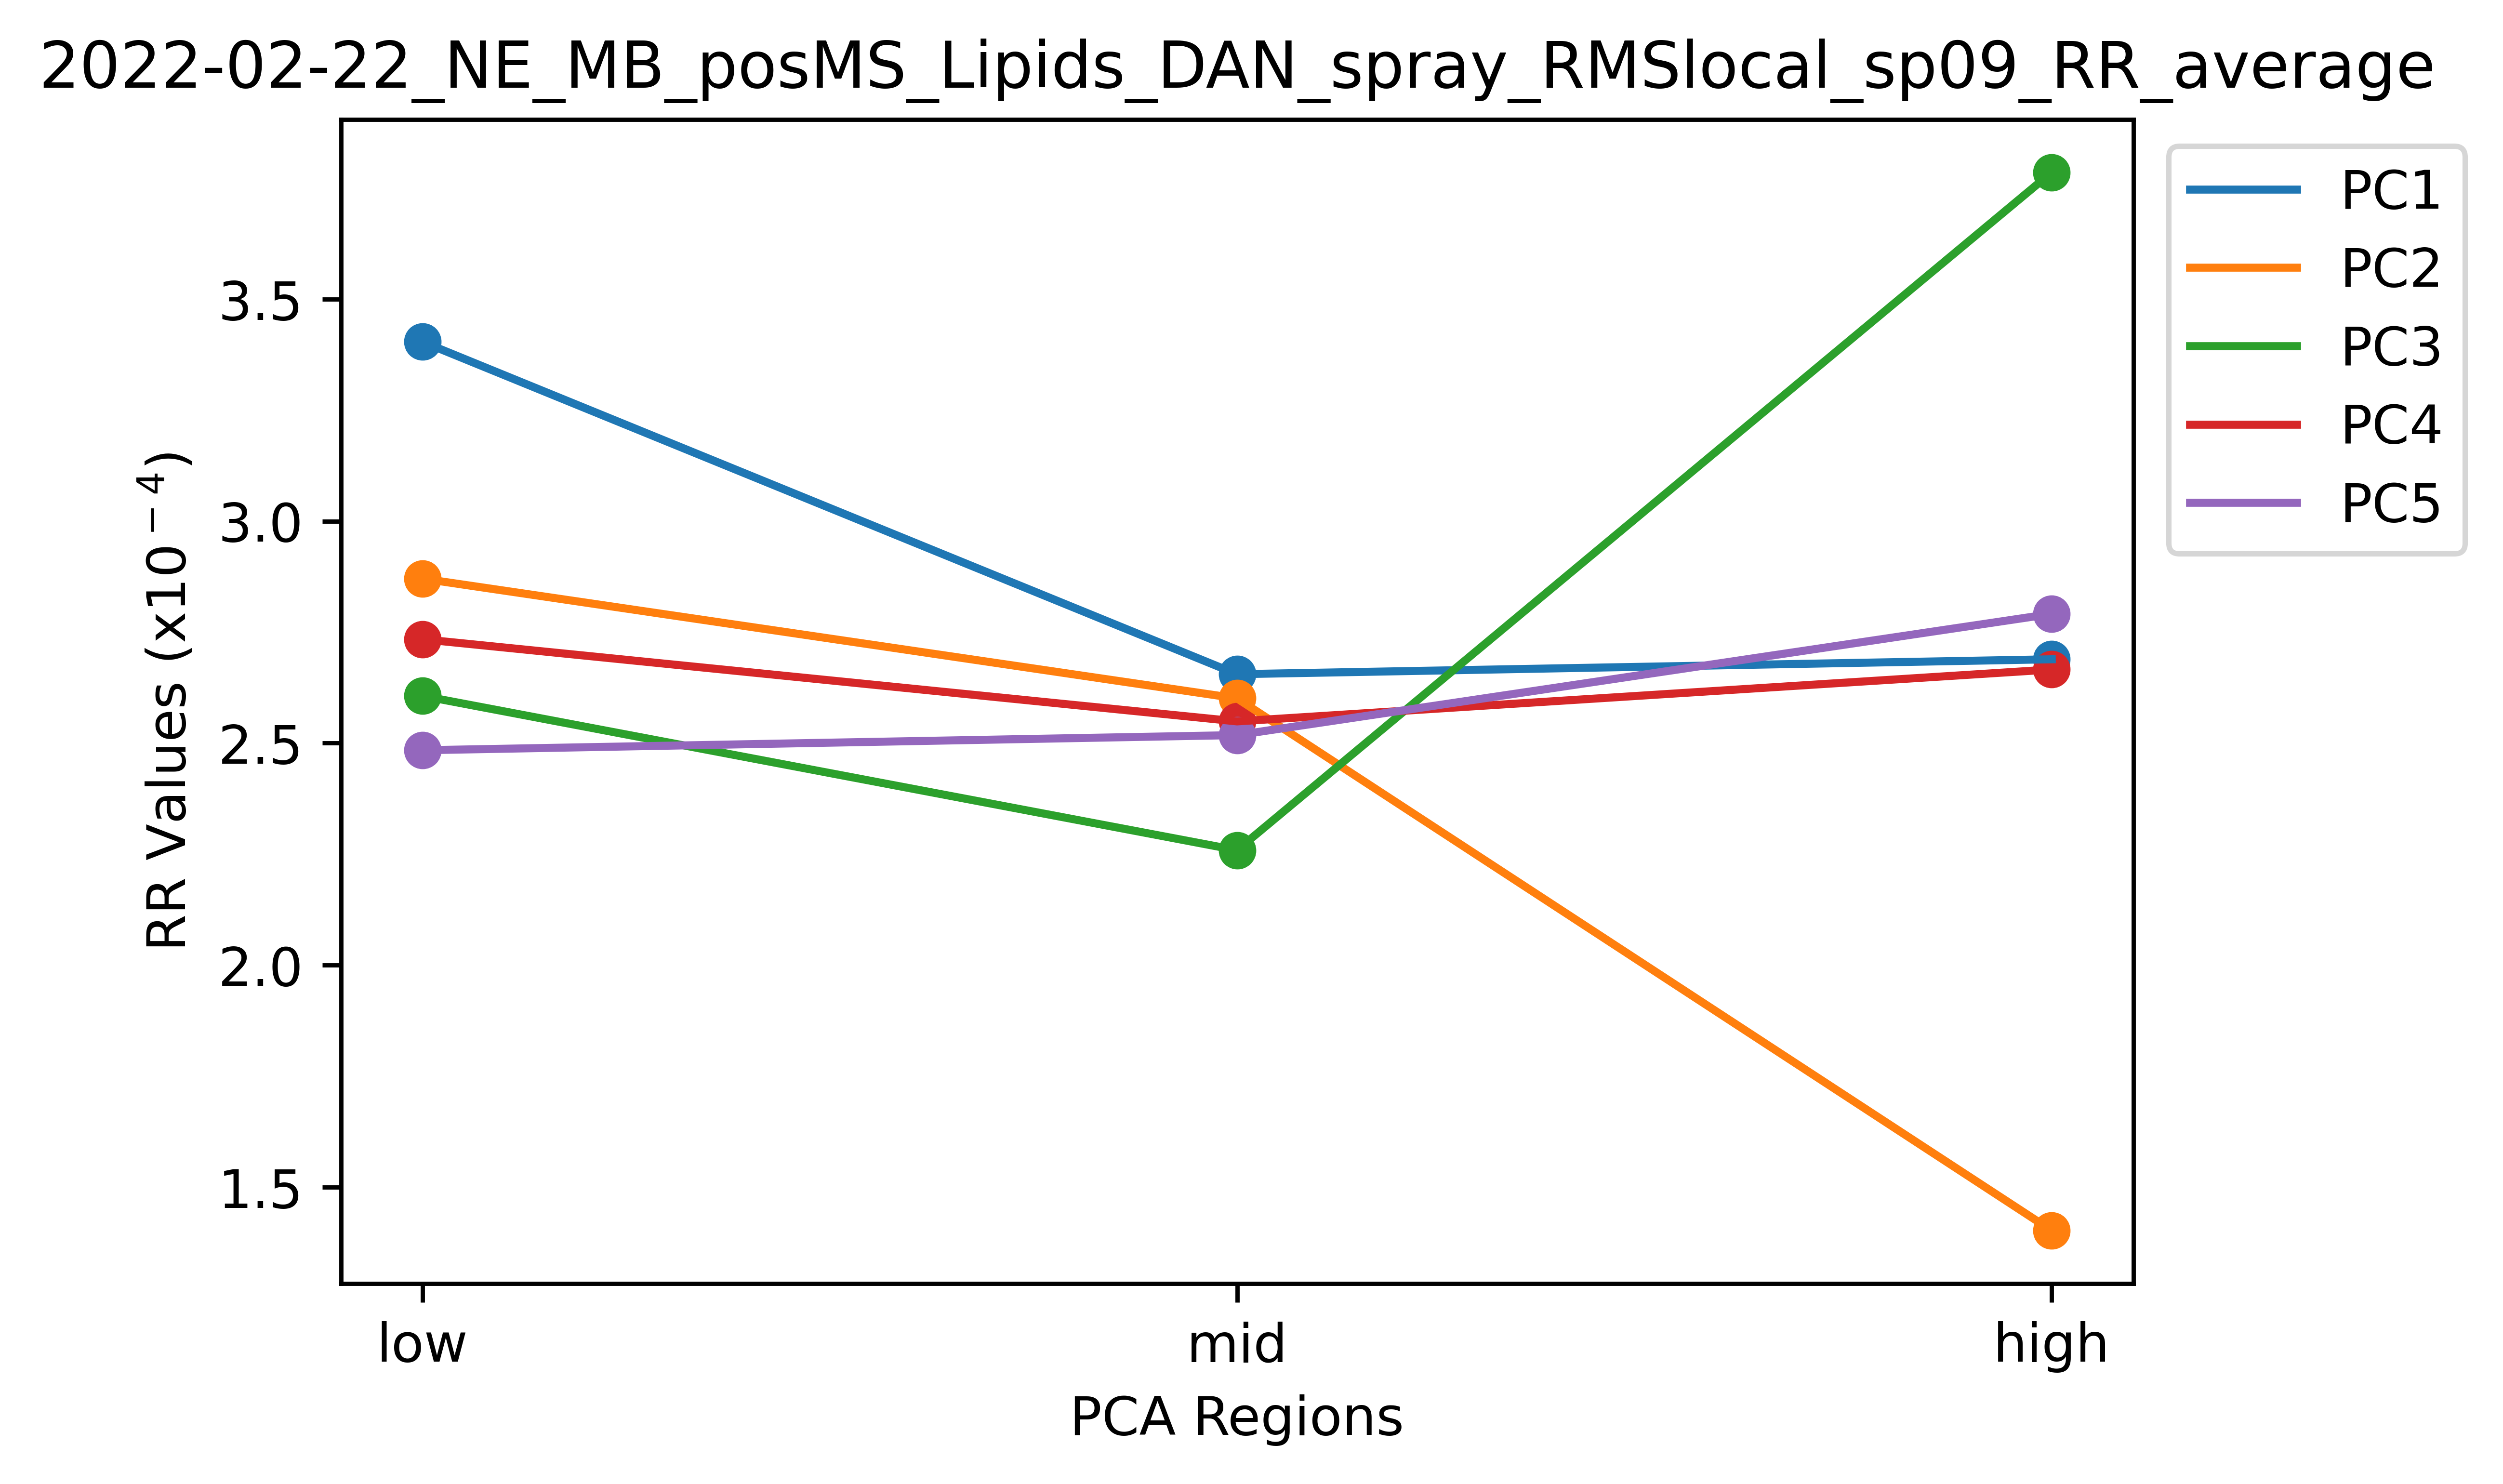 2022-02-22_NE_MB_posMS_Lipids_DAN_spray_RMSlocal_sp09_RR_average
PC1
PC2
PC3
PC4
PC5
3.5
3.0
2.5
2.0
1.5
RR Values (x10⁻⁴)
low mid high
PCA Regions